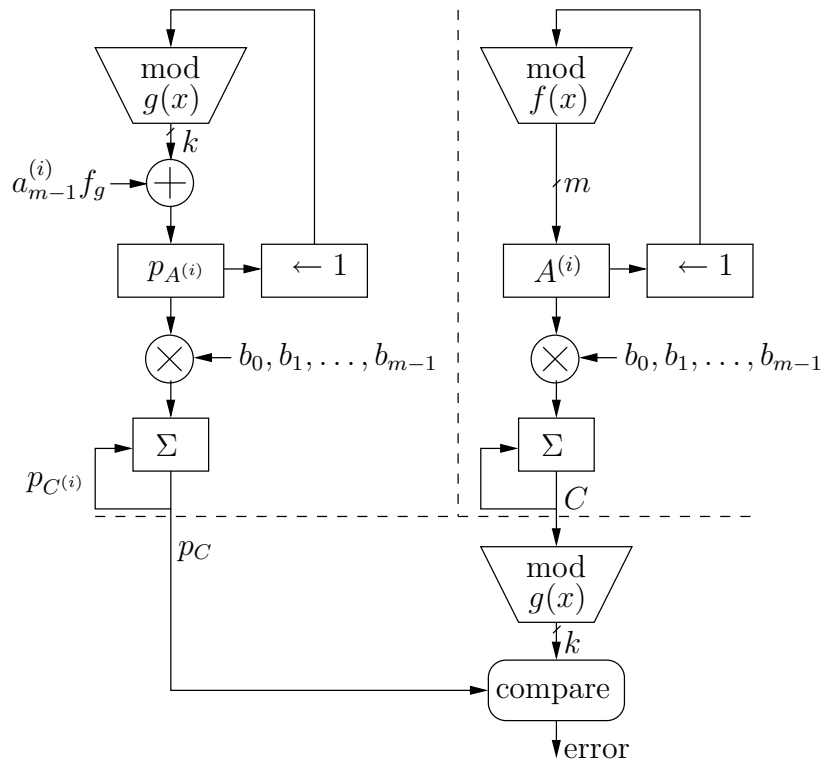 mod
g(x)
k
a_{m-1}^{(i)} f_g
+
p_{A^{(i)}}
← 1
×
b_0, b_1, . . . , b_{m-1}
Σ
p_{C^{(i)}}
p_C
mod
f(x)
m
A^{(i)}
← 1
×
b_0, b_1, . . . , b_{m-1}
Σ
C
mod
g(x)
k
compare
error